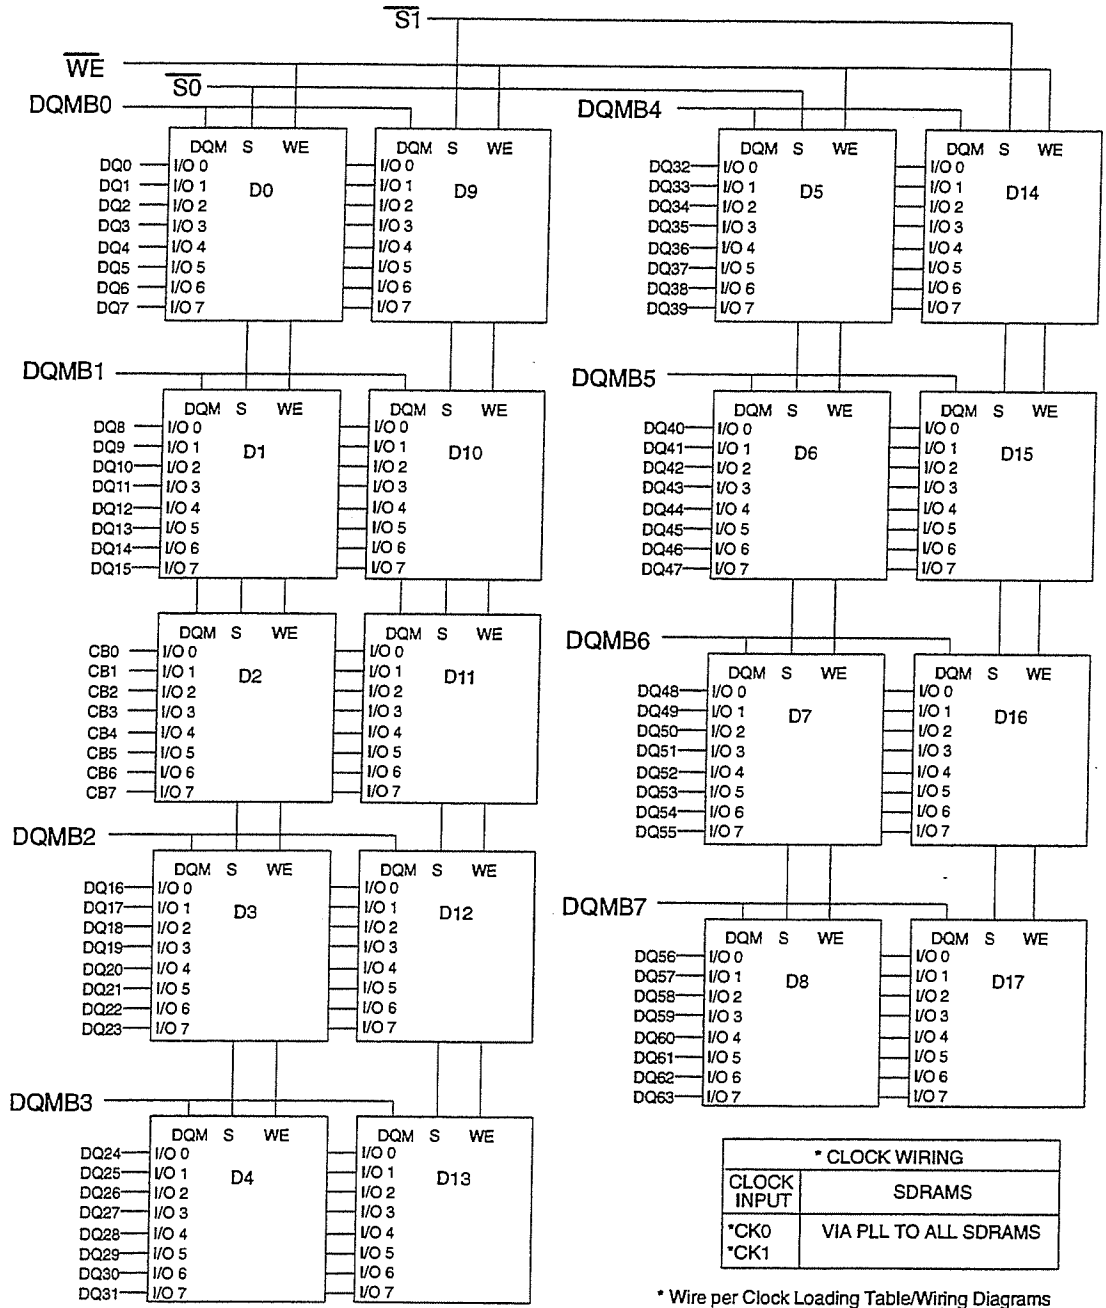 S1
WE
S0
DQMB0
DQM S WE
DQ0 I/O 0
DQ1 I/O 1
DQ2 I/O 2
DQ3 I/O 3
DQ4 I/O 4
DQ5 I/O 5
DQ6 I/O 6
DQ7 I/O 7
D0
DQM S WE
I/O 0
I/O 1
I/O 2
I/O 3
I/O 4
I/O 5
I/O 6
I/O 7
D9
DQMB1
DQM S WE
DQ8 I/O 0
DQ9 I/O 1
DQ10 I/O 2
DQ11 I/O 3
DQ12 I/O 4
DQ13 I/O 5
DQ14 I/O 6
DQ15 I/O 7
D1
DQM S WE
I/O 0
I/O 1
I/O 2
I/O 3
I/O 4
I/O 5
I/O 6
I/O 7
D10
DQM S WE
CB0 I/O 0
CB1 I/O 1
CB2 I/O 2
CB3 I/O 3
CB4 I/O 4
CB5 I/O 5
CB6 I/O 6
CB7 I/O 7
D2
DQM S WE
I/O 0
I/O 1
I/O 2
I/O 3
I/O 4
I/O 5
I/O 6
I/O 7
D11
DQMB2
DQM S WE
DQ16 I/O 0
DQ17 I/O 1
DQ18 I/O 2
DQ19 I/O 3
DQ20 I/O 4
DQ21 I/O 5
DQ22 I/O 6
DQ23 I/O 7
D3
DQM S WE
I/O 0
I/O 1
I/O 2
I/O 3
I/O 4
I/O 5
I/O 6
I/O 7
D12
DQMB3
DQM S WE
DQ24 I/O 0
DQ25 I/O 1
DQ26 I/O 2
DQ27 I/O 3
DQ28 I/O 4
DQ29 I/O 5
DQ30 I/O 6
DQ31 I/O 7
D4
DQM S WE
I/O 0
I/O 1
I/O 2
I/O 3
I/O 4
I/O 5
I/O 6
I/O 7
D13
DQMB4
DQM S WE
DQ32 I/O 0
DQ33 I/O 1
DQ34 I/O 2
DQ35 I/O 3
DQ36 I/O 4
DQ37 I/O 5
DQ38 I/O 6
DQ39 I/O 7
D5
DQM S WE
I/O 0
I/O 1
I/O 2
I/O 3
I/O 4
I/O 5
I/O 6
I/O 7
D14
DQMB5
DQM S WE
DQ40 I/O 0
DQ41 I/O 1
DQ42 I/O 2
DQ43 I/O 3
DQ44 I/O 4
DQ45 I/O 5
DQ46 I/O 6
DQ47 I/O 7
D6
DQM S WE
I/O 0
I/O 1
I/O 2
I/O 3
I/O 4
I/O 5
I/O 6
I/O 7
D15
DQMB6
DQM S WE
DQ48 I/O 0
DQ49 I/O 1
DQ50 I/O 2
DQ51 I/O 3
DQ52 I/O 4
DQ53 I/O 5
DQ54 I/O 6
DQ55 I/O 7
D7
DQM S WE
I/O 0
I/O 1
I/O 2
I/O 3
I/O 4
I/O 5
I/O 6
I/O 7
D16
DQMB7
DQM S WE
DQ56 I/O 0
DQ57 I/O 1
DQ58 I/O 2
DQ59 I/O 3
DQ60 I/O 4
DQ61 I/O 5
DQ62 I/O 6
DQ63 I/O 7
D8
DQM S WE
I/O 0
I/O 1
I/O 2
I/O 3
I/O 4
I/O 5
I/O 6
I/O 7
D17
* CLOCK WIRING
CLOCK INPUT SDRAMS
*CK0 VIA PLL TO ALL SDRAMS
*CK1
* Wire per Clock Loading Table/Wiring Diagrams